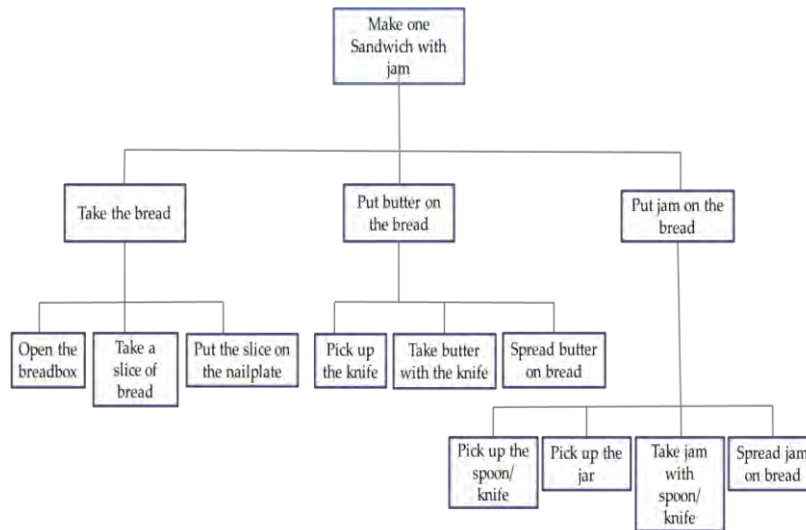 Make one
Sandwich with
jam
Take the bread
Put butter on
the bread
Put jam on the
bread
Open the
breadbox
Take a
slice of
bread
Put the slice on
the nailplate
Pick up
the knife
Take butter
with the knife
Spread butter
on bread
Pick up the
spoon/
knife
Pick up the
jar
Take jam
with
spoon/
knife
Spread jam
on bread